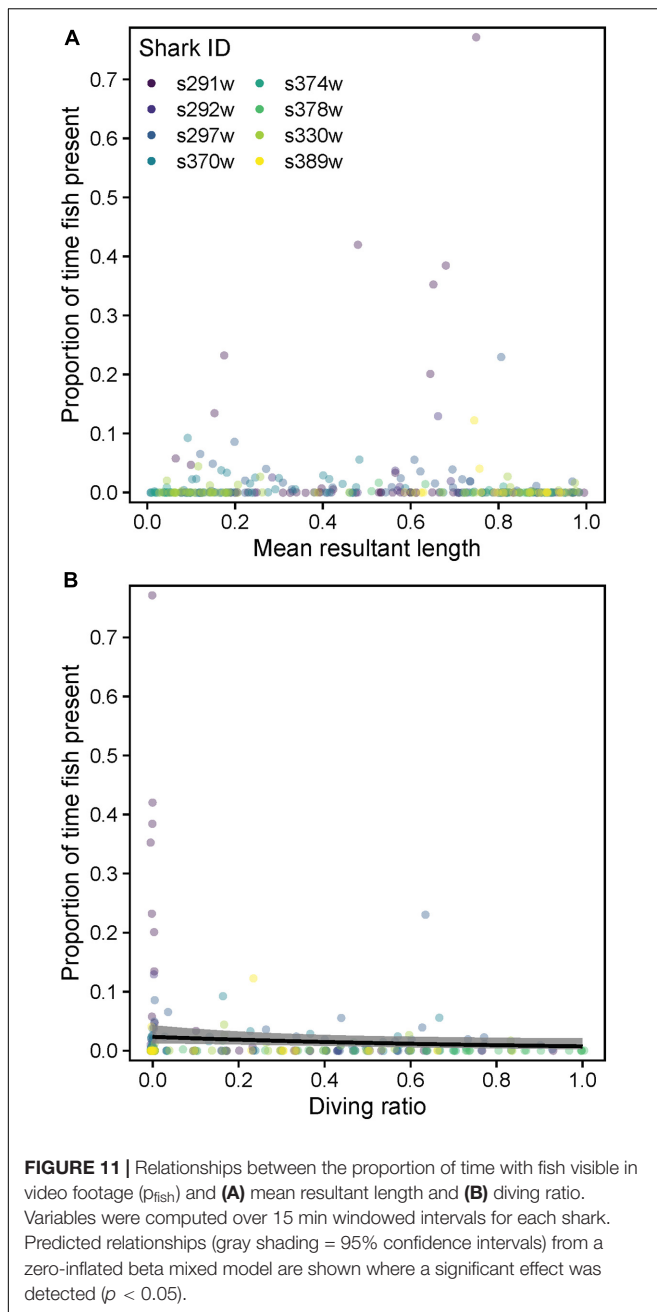 A
Shark ID
s291w s374w
s292w s378w
s297w s330w
s370w s389w
Proportion of time fish present
0.7
0.6
0.5
0.4
0.3
0.2
0.1
0.0
0.0 0.2 0.4 0.6 0.8 1.0
Mean resultant length
B
Proportion of time fish present
0.7
0.6
0.5
0.4
0.3
0.2
0.1
0.0
0.0 0.2 0.4 0.6 0.8 1.0
Diving ratio
FIGURE 11 | Relationships between the proportion of time with fish visible in
video footage (pfish) and (A) mean resultant length and (B) diving ratio.
Variables were computed over 15 min windowed intervals for each shark.
Predicted relationships (gray shading = 95% confidence intervals) from a
zero-inflated beta mixed model are shown where a significant effect was
detected (p < 0.05).